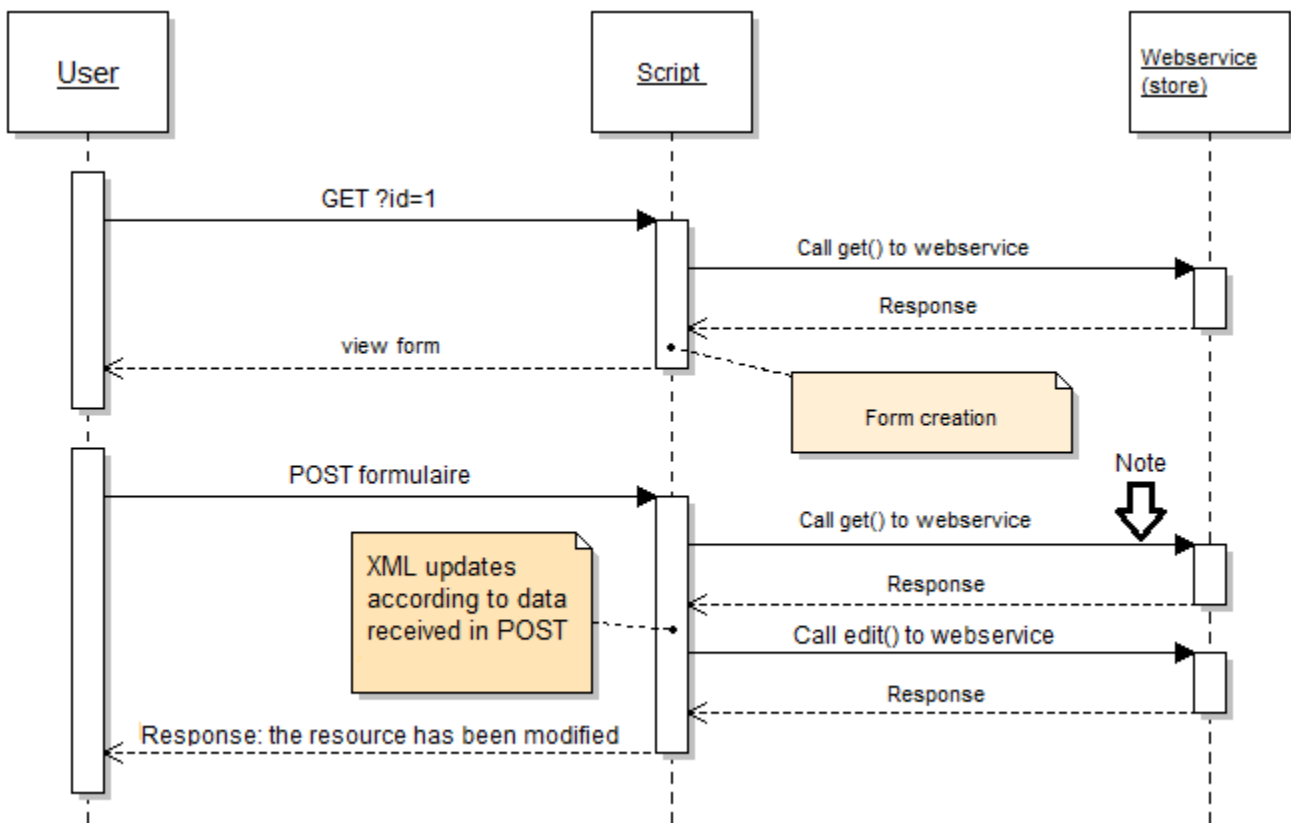 User
Script
Webservice
(store)
GET ?id=1
Call get() to webservice
Response
view form
Form creation
Note
POST formulaire
Call get() to webservice
XML updates
according to data
received in POST
Response
Call edit() to webservice
Response
Response: the resource has been modified